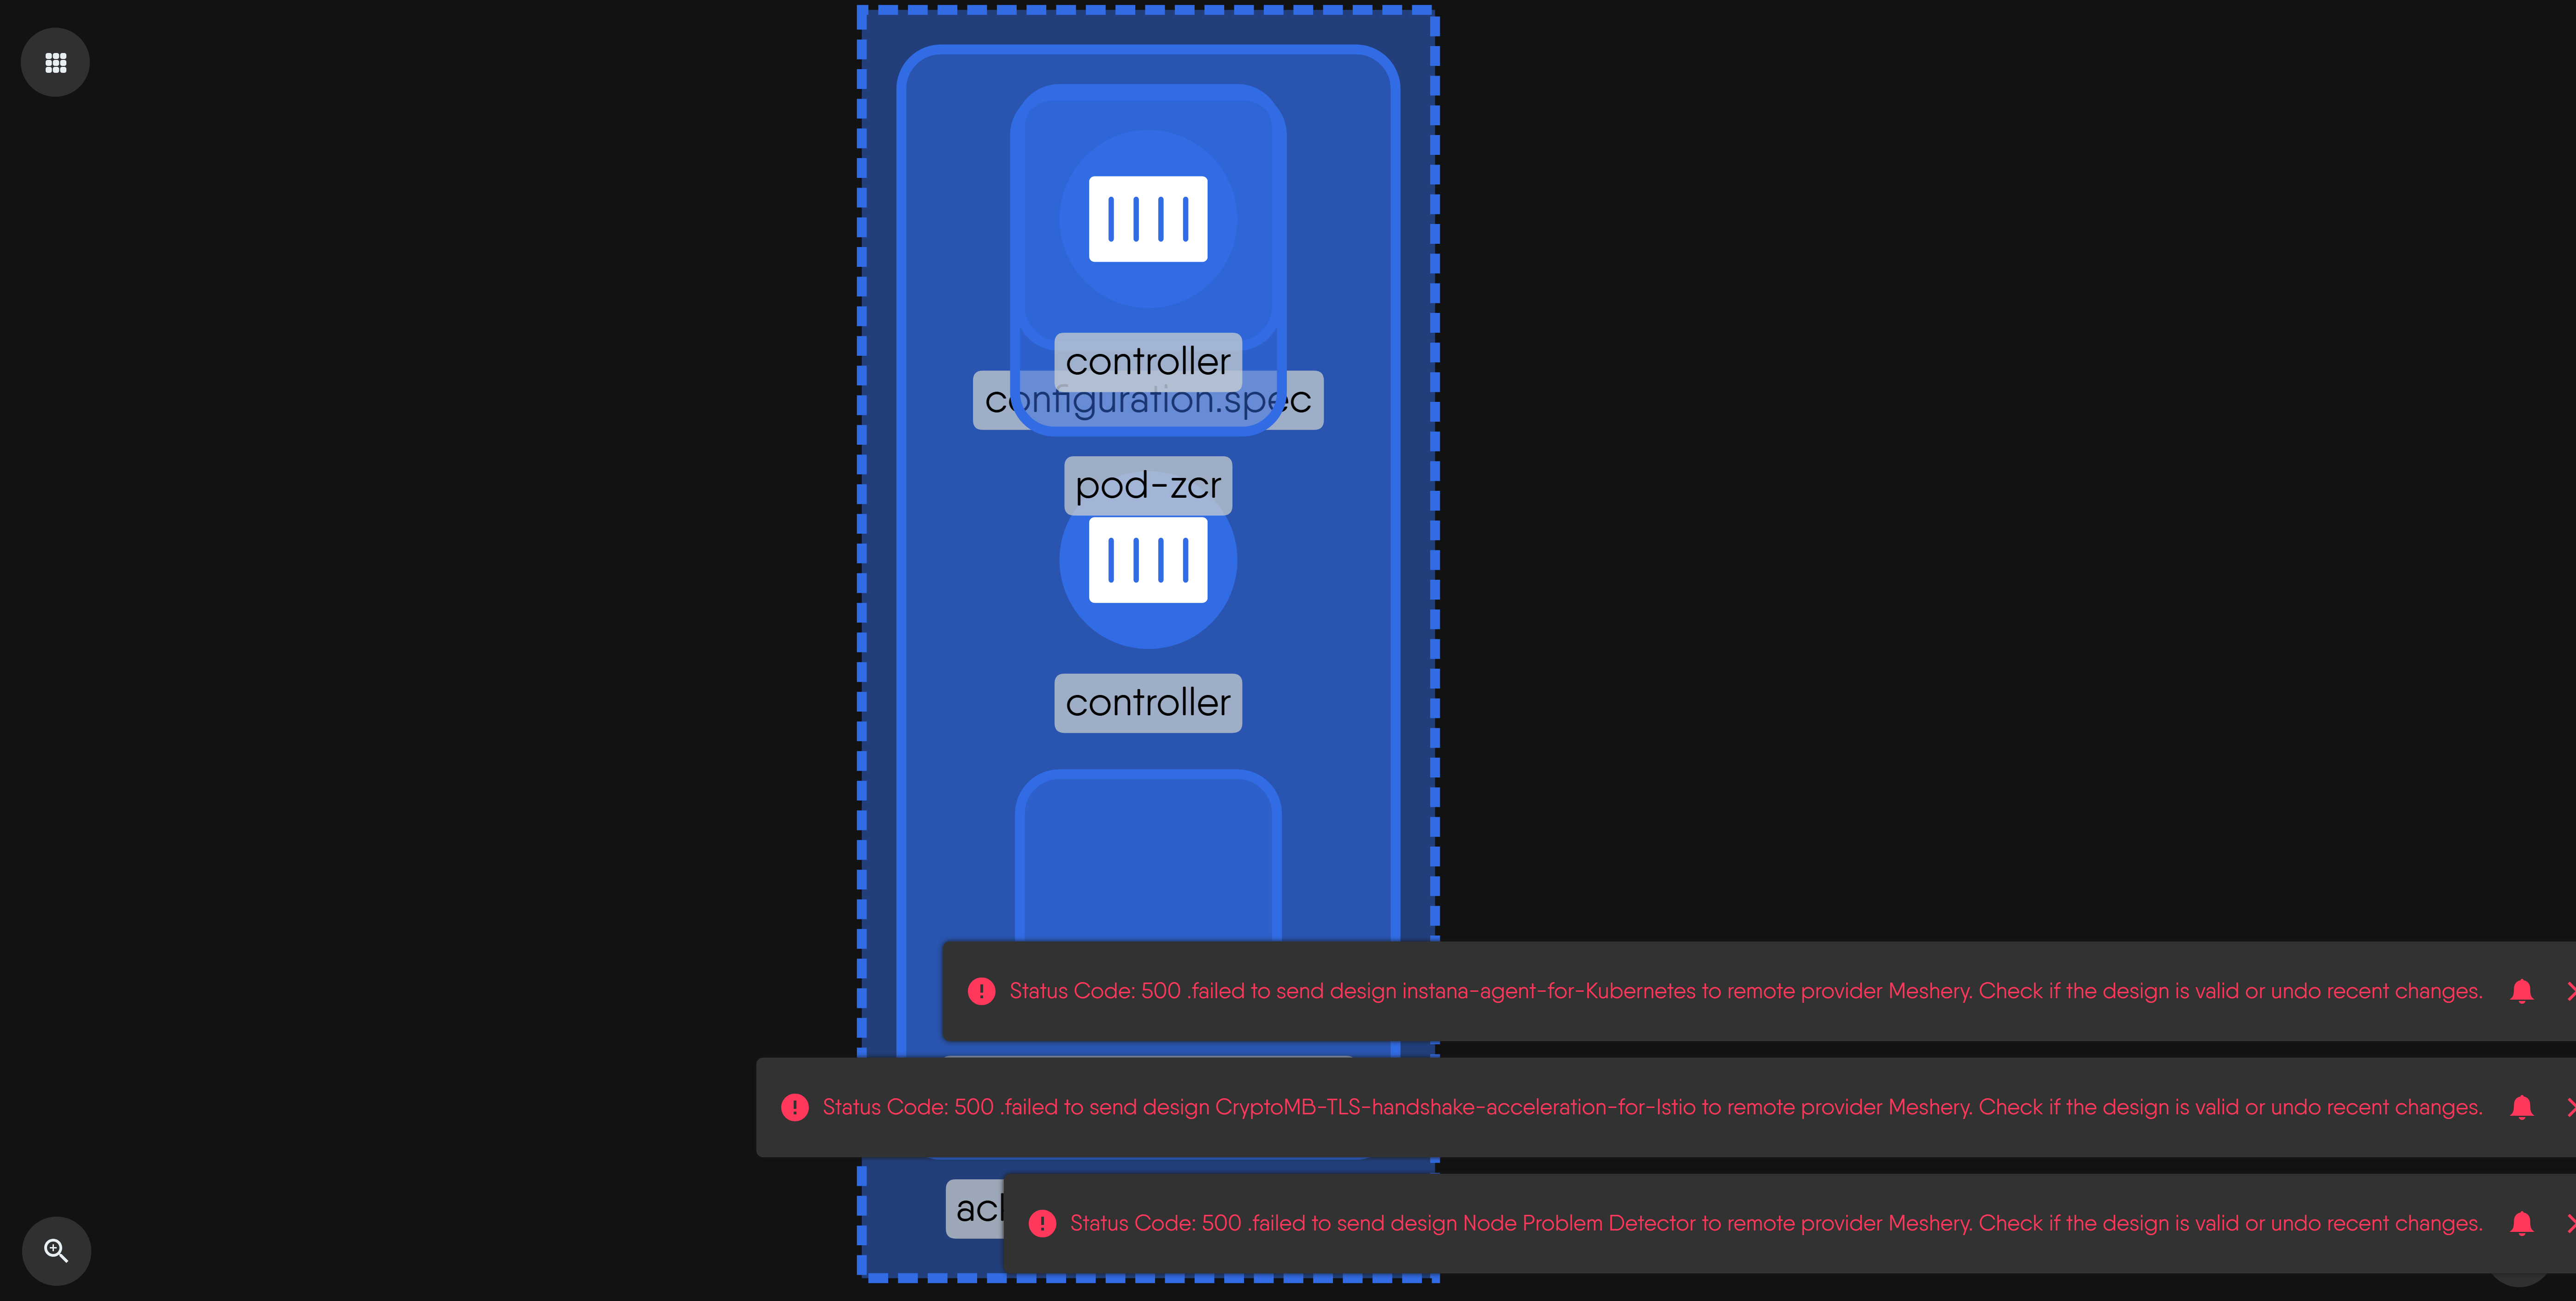 controller
configuration.spec
pod-zcr
controller
Status Code: 500 .failed to send design instana-agent-for-Kubernetes to remote provider Meshery. Check if the design is valid or undo recent changes.
Status Code: 500 .failed to send design CryptoMB-TLS-handshake-acceleration-for-Istio to remote provider Meshery. Check if the design is valid or undo recent changes.
Status Code: 500 .failed to send design Node Problem Detector to remote provider Meshery. Check if the design is valid or undo recent changes.